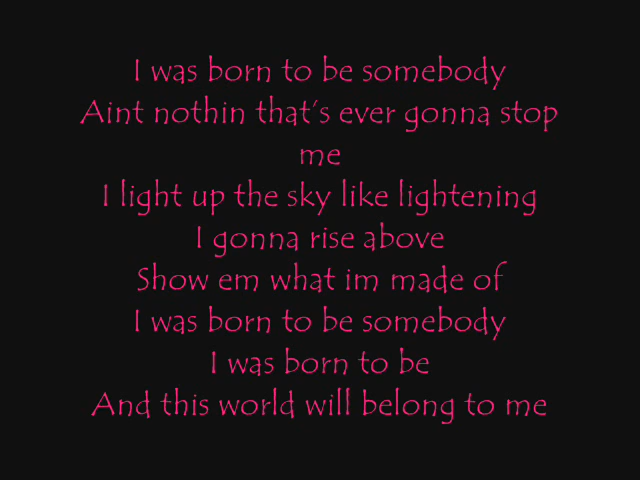 I was born to be somebody
Aint nothin that's ever gonna stop
me
I light up the sky like lightening
I gonna rise above
Show em what im made of
I was born to be somebody
I was born to be
And this world will belong to me